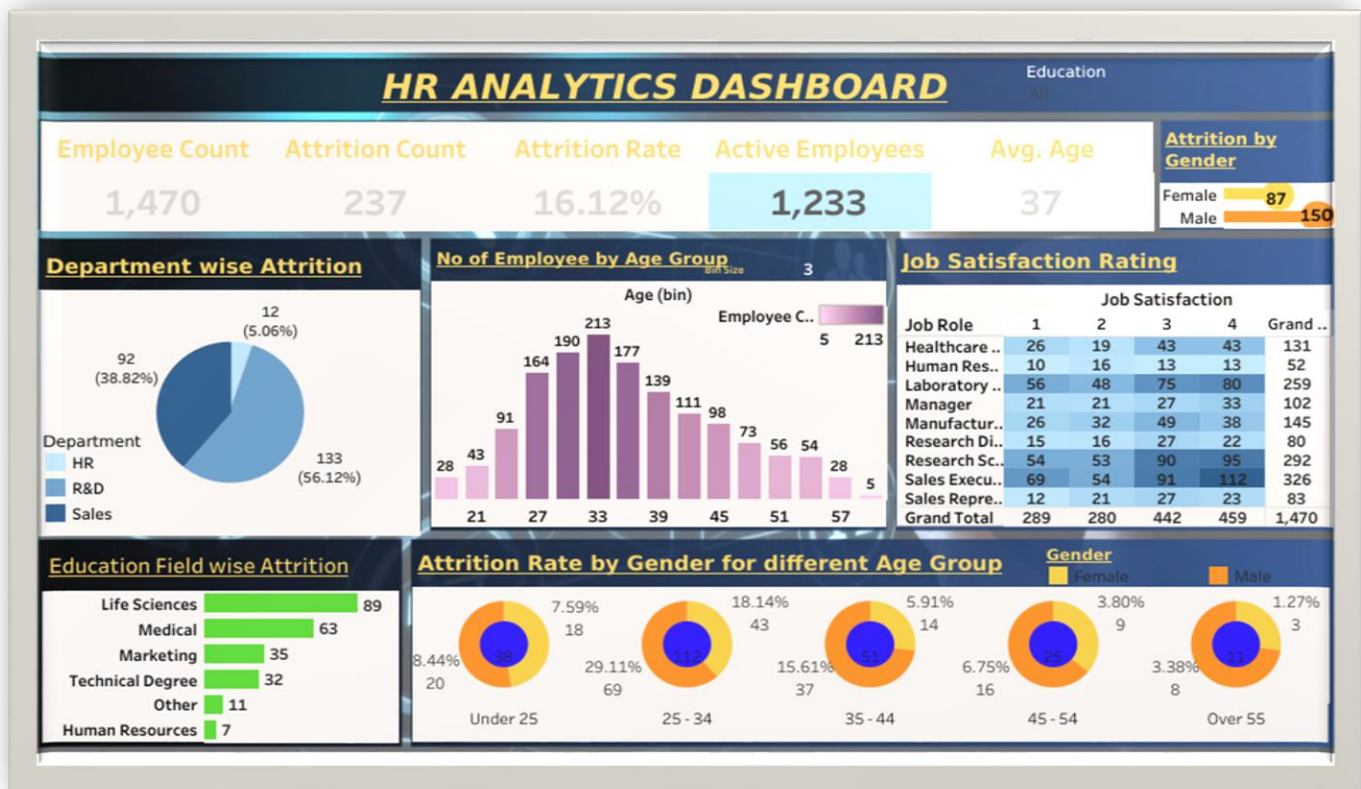 HR ANALYTICS DASHBOARD
Education
All
Employee Count Attrition Count Attrition Rate Active Employees Avg. Age
1,470 237 16.12% 1,233 37
Attrition by
Gender
Female 87
Male 150
Department wise Attrition
12
(5.06%)
92
(38.82%)
133
(56.12%)
Department
HR
R&D
Sales
No of Employee by Age Group
Bin Size 3
Age (bin)
Employee C..
5 213
28 43 91 164 190 213 177 139 111 98 73 56 54 28 5
21 27 33 39 45 51 57
Job Satisfaction Rating
Job Satisfaction
Job Role 1 2 3 4 Grand ..
Healthcare .. 26 19 43 43 131
Human Res.. 10 16 13 13 52
Laboratory .. 56 48 75 80 259
Manager 21 21 27 33 102
Manufactur.. 26 32 49 38 145
Research Di.. 15 16 27 22 80
Research Sc.. 54 53 90 95 292
Sales Execu.. 69 54 91 112 326
Sales Repre.. 12 21 27 23 83
Grand Total 289 280 442 459 1,470
Education Field wise Attrition
Life Sciences 89
Medical 63
Marketing 35
Technical Degree 32
Other 11
Human Resources 7
Attrition Rate by Gender for different Age Group
Gender
Female Male
7.59% 18.14% 5.91% 3.80% 1.27%
18 43 14 9 3
38 112 51 25 11
8.44% 29.11% 15.61% 6.75% 3.38%
20 69 37 16 8
Under 25 25 - 34 35 - 44 45 - 54 Over 55